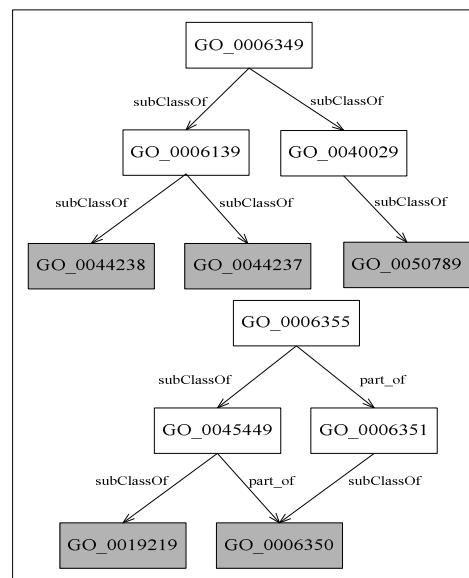 GO_0006349
subClassOf subClassOf
GO_0006139 GO_0040029
subClassOf subClassOf subClassOf
GO_0044238 GO_0044237 GO_0050789
GO_0006355
subClassOf part_of
GO_0045449 GO_0006351
subClassOf part_of subClassOf
GO_0019219 GO_0006350